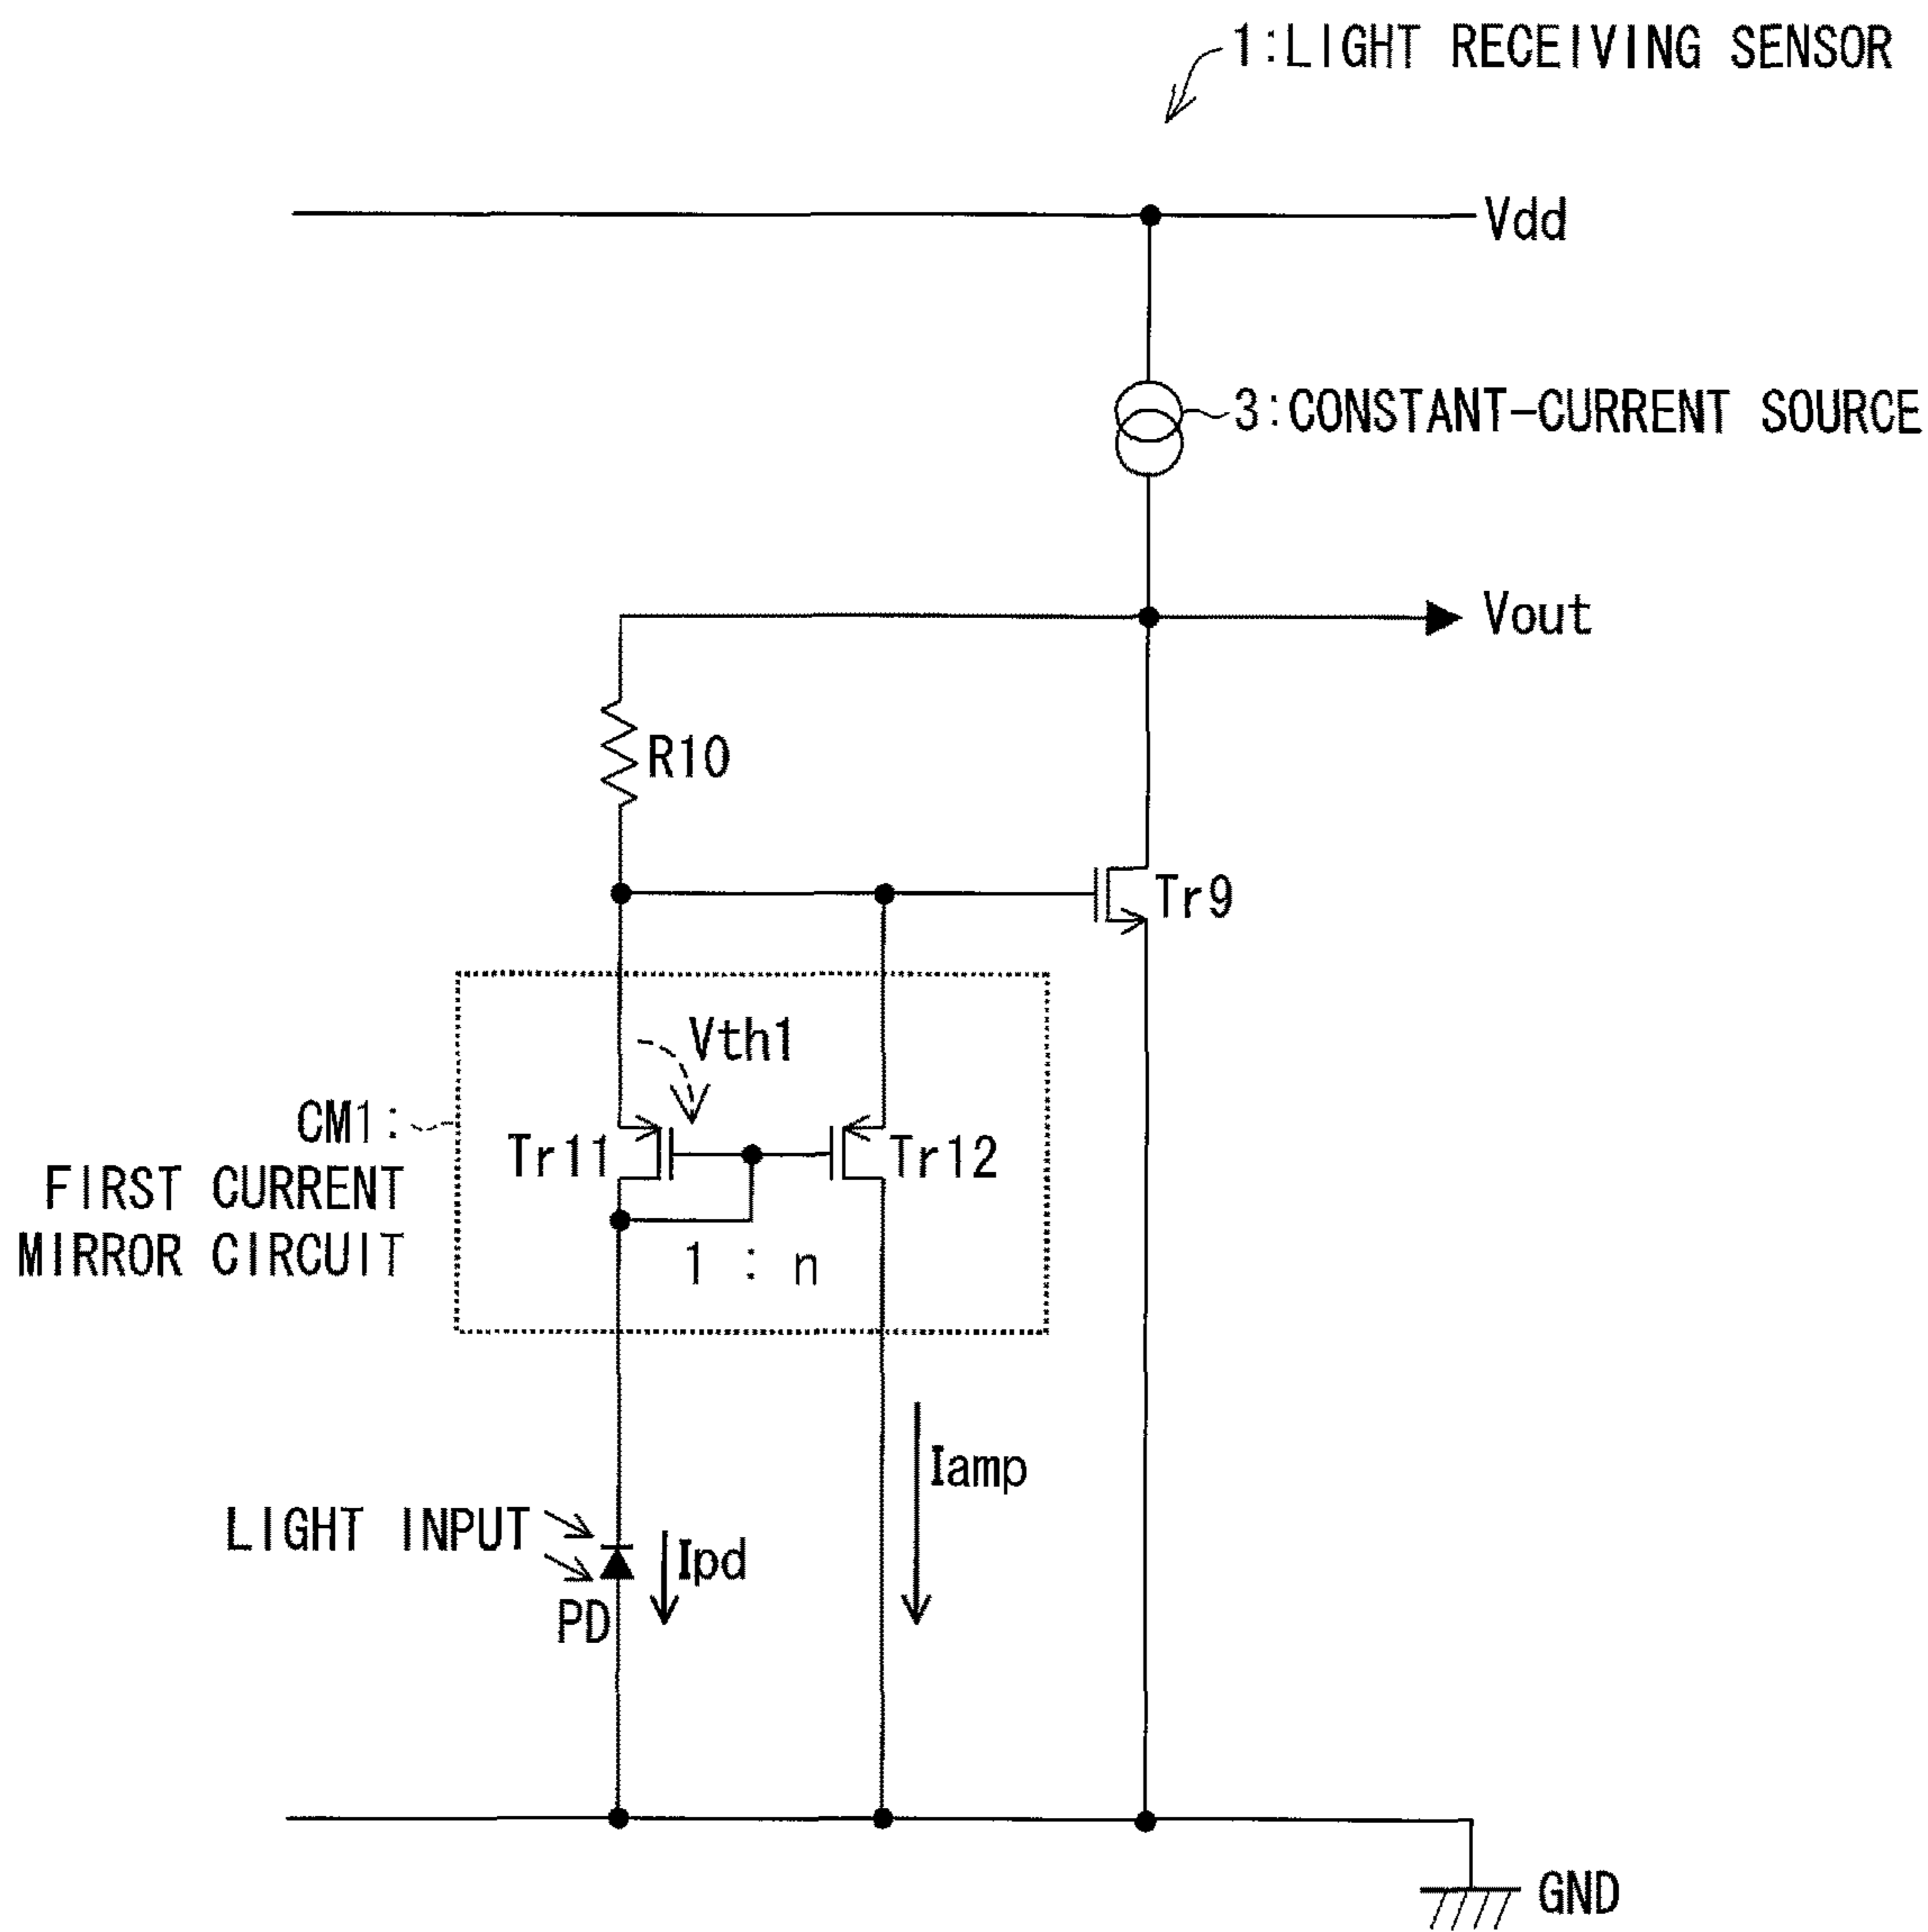 1:LIGHT RECEIVING SENSOR
Vdd
3:CONSTANT-CURRENT SOURCE
Vout
R10
Tr9
Vth1
CM1:
FIRST CURRENT
MIRROR CIRCUIT
Tr11
Tr12
1 : n
Iamp
LIGHT INPUT
Ipd
PD
GND